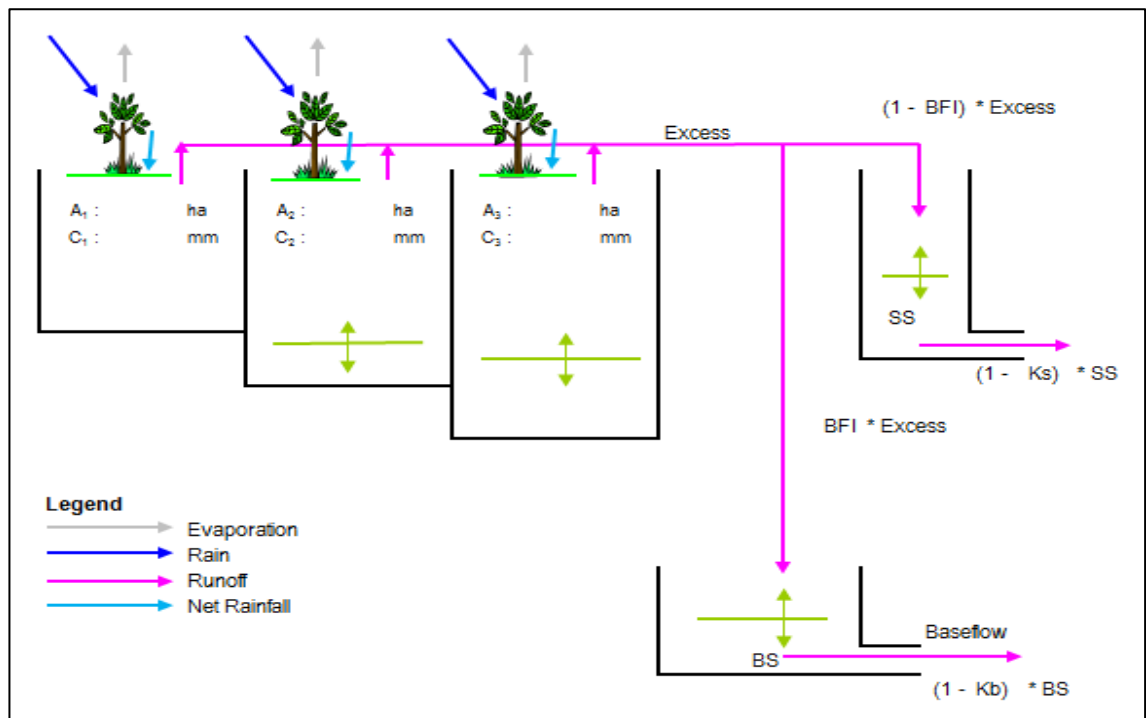 (1 - BFI) * Excess
Excess
A₁ : ha
C₁ : mm
A₂ : ha
C₂ : mm
A₃ : ha
C₃ : mm
SS
(1 - Ks) * SS
BFI * Excess
Legend
Evaporation
Rain
Runoff
Net Rainfall
Baseflow
BS
(1 - Kb) * BS